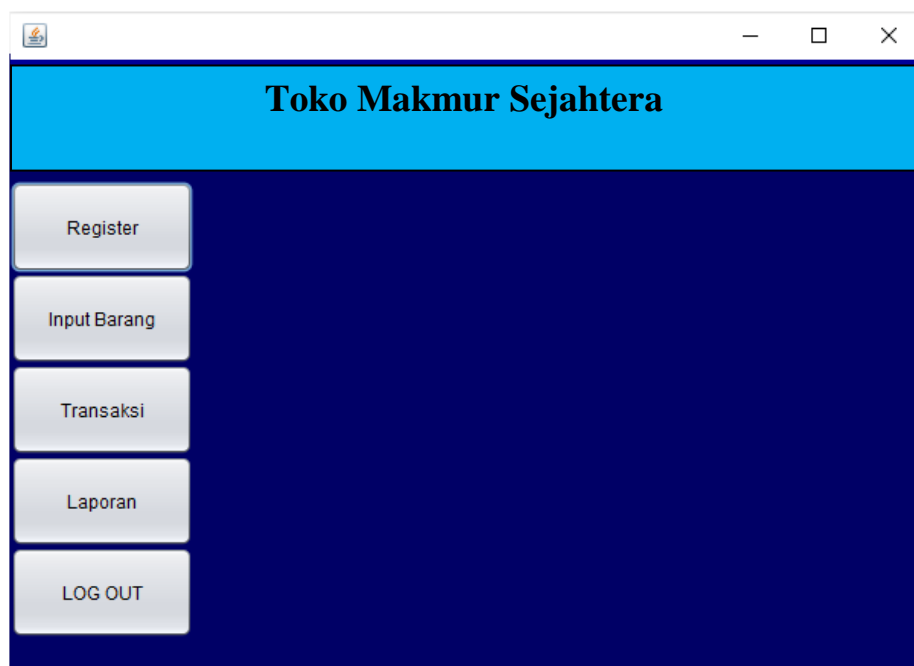 Toko Makmur Sejahtera
Register
Input Barang
Transaksi
Laporan
LOG OUT